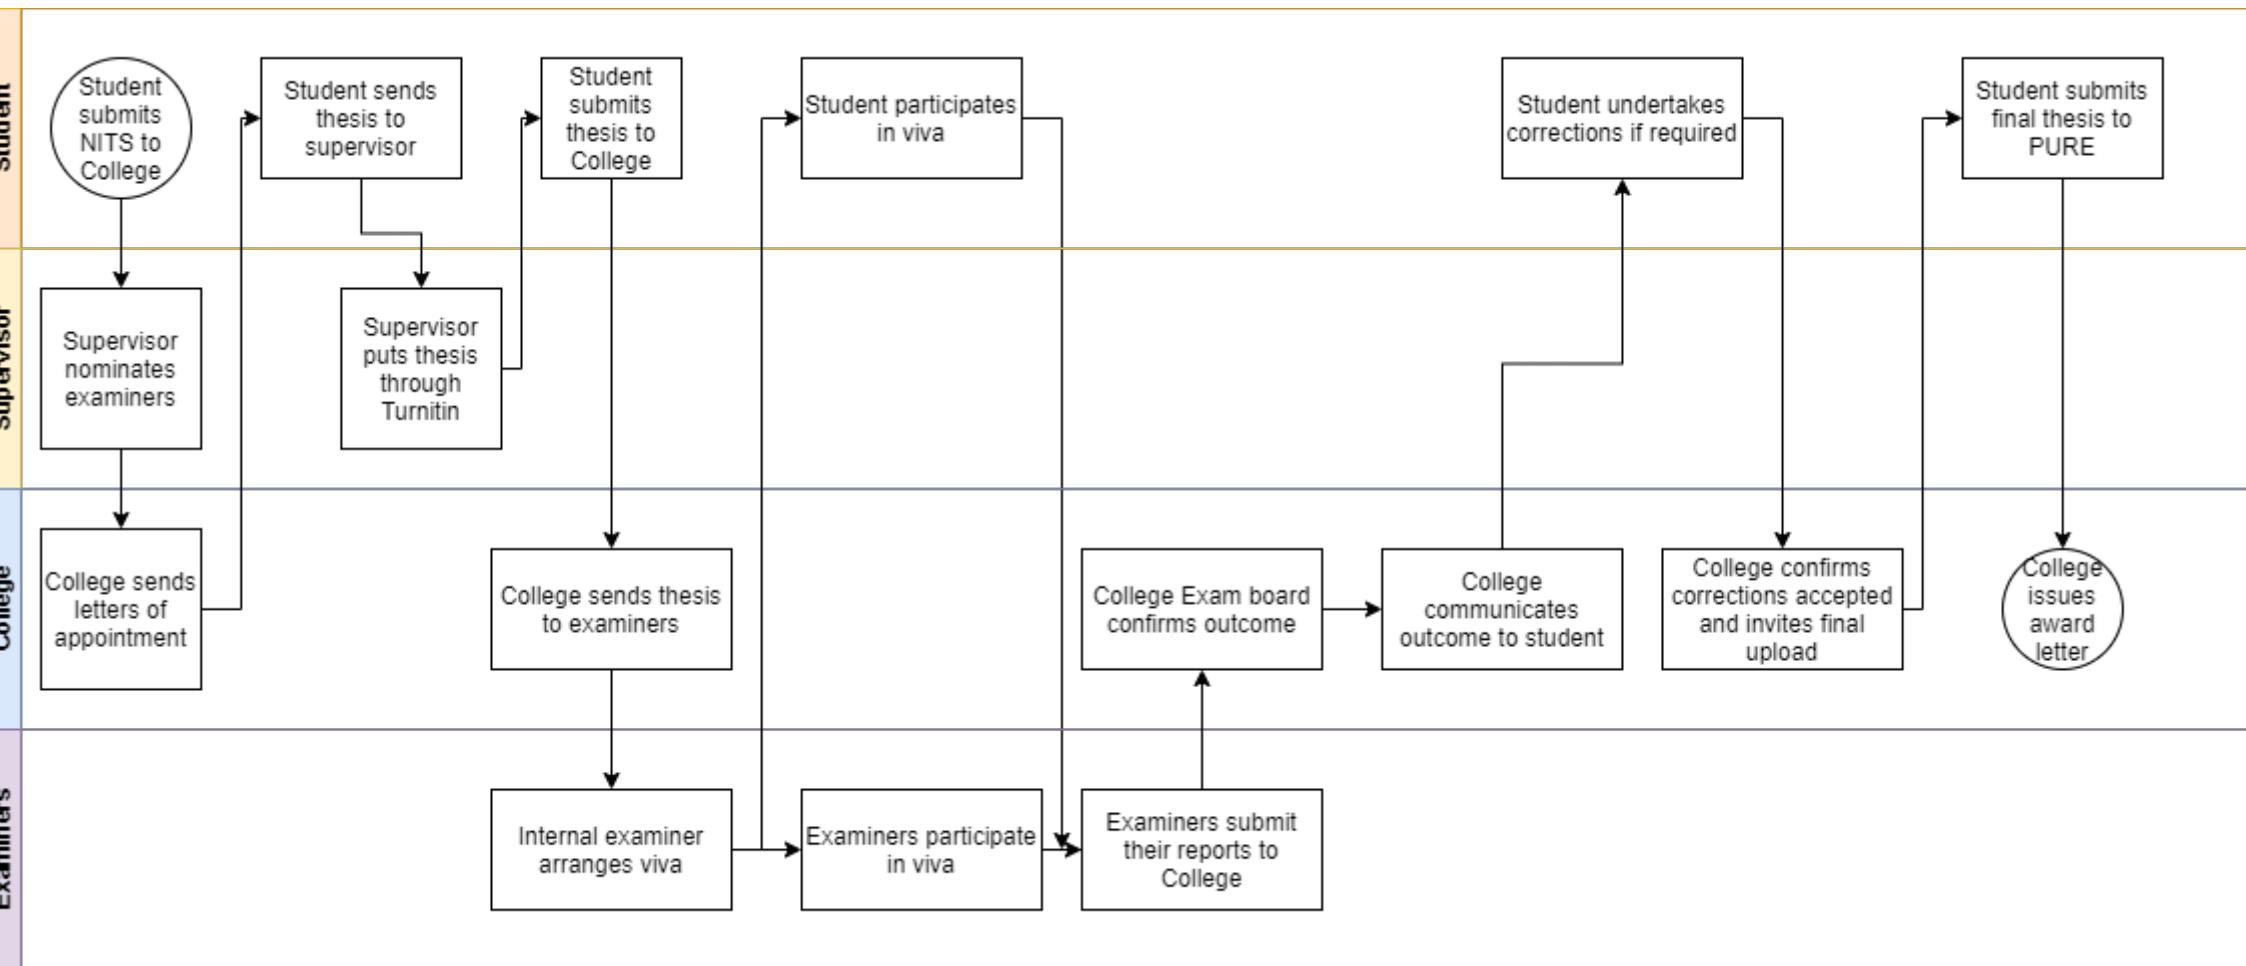 Student
Student
submits
NITS to
College
Student sends
thesis to
supervisor
Student
submits
thesis to
College
Student participates
in viva
Student undertakes
corrections if required
Student submits
final thesis to
PURE
Supervisor
Supervisor
nominates
examiners
Supervisor
puts thesis
through
Turnitin
College
College sends
letters of
appointment
College sends thesis
to examiners
College Exam board
confirms outcome
College
communicates
outcome to student
College confirms
corrections accepted
and invites final
upload
College
issues
award
letter
Examiners
Internal examiner
arranges viva
Examiners participate
in viva
Examiners submit
their reports to
College